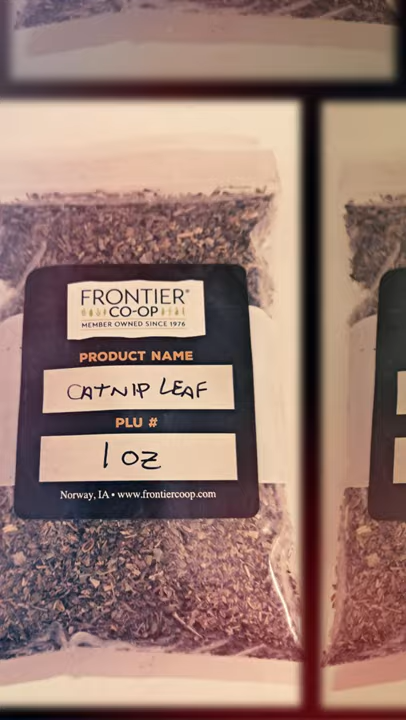 FRONTIER®
CO-OP
MEMBER OWNED SINCE 1976
PRODUCT NAME
CATNIP LEAF
PLU #
1 OZ
Norway, IA • www.frontiercoop.com